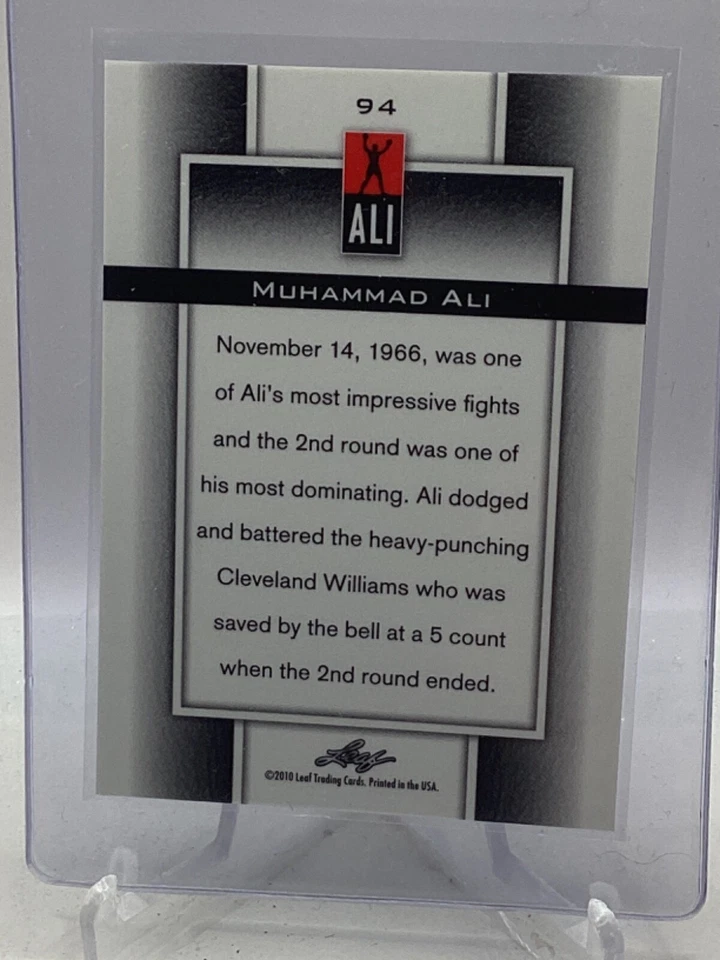 94
ALI
MUHAMMAD ALI
November 14, 1966, was one
of Ali's most impressive fights
and the 2nd round was one of
his most dominating. Ali dodged
and battered the heavy-punching
Cleveland Williams who was
saved by the bell at a 5 count
when the 2nd round ended.
Leaf
©2010 Leaf Trading Cards. Printed in the USA.